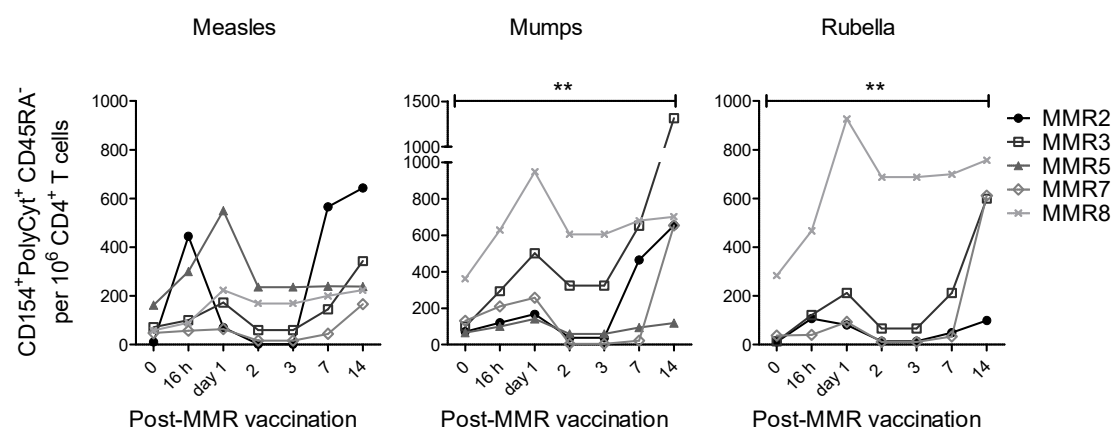 Measles
Mumps
Rubella
CD154⁺PolyCyt⁺ CD45RA⁻
per 10⁶ CD4⁺ T cells
1000
800
600
400
200
0
0
16 h
day 1
2
3
7
14
Post-MMR vaccination
**
1500
1000
1000
800
600
400
200
0
0
16 h
day 1
2
3
7
14
Post-MMR vaccination
**
1000
800
600
400
200
0
0
16 h
day 1
2
3
7
14
Post-MMR vaccination
MMR2
MMR3
MMR5
MMR7
MMR8